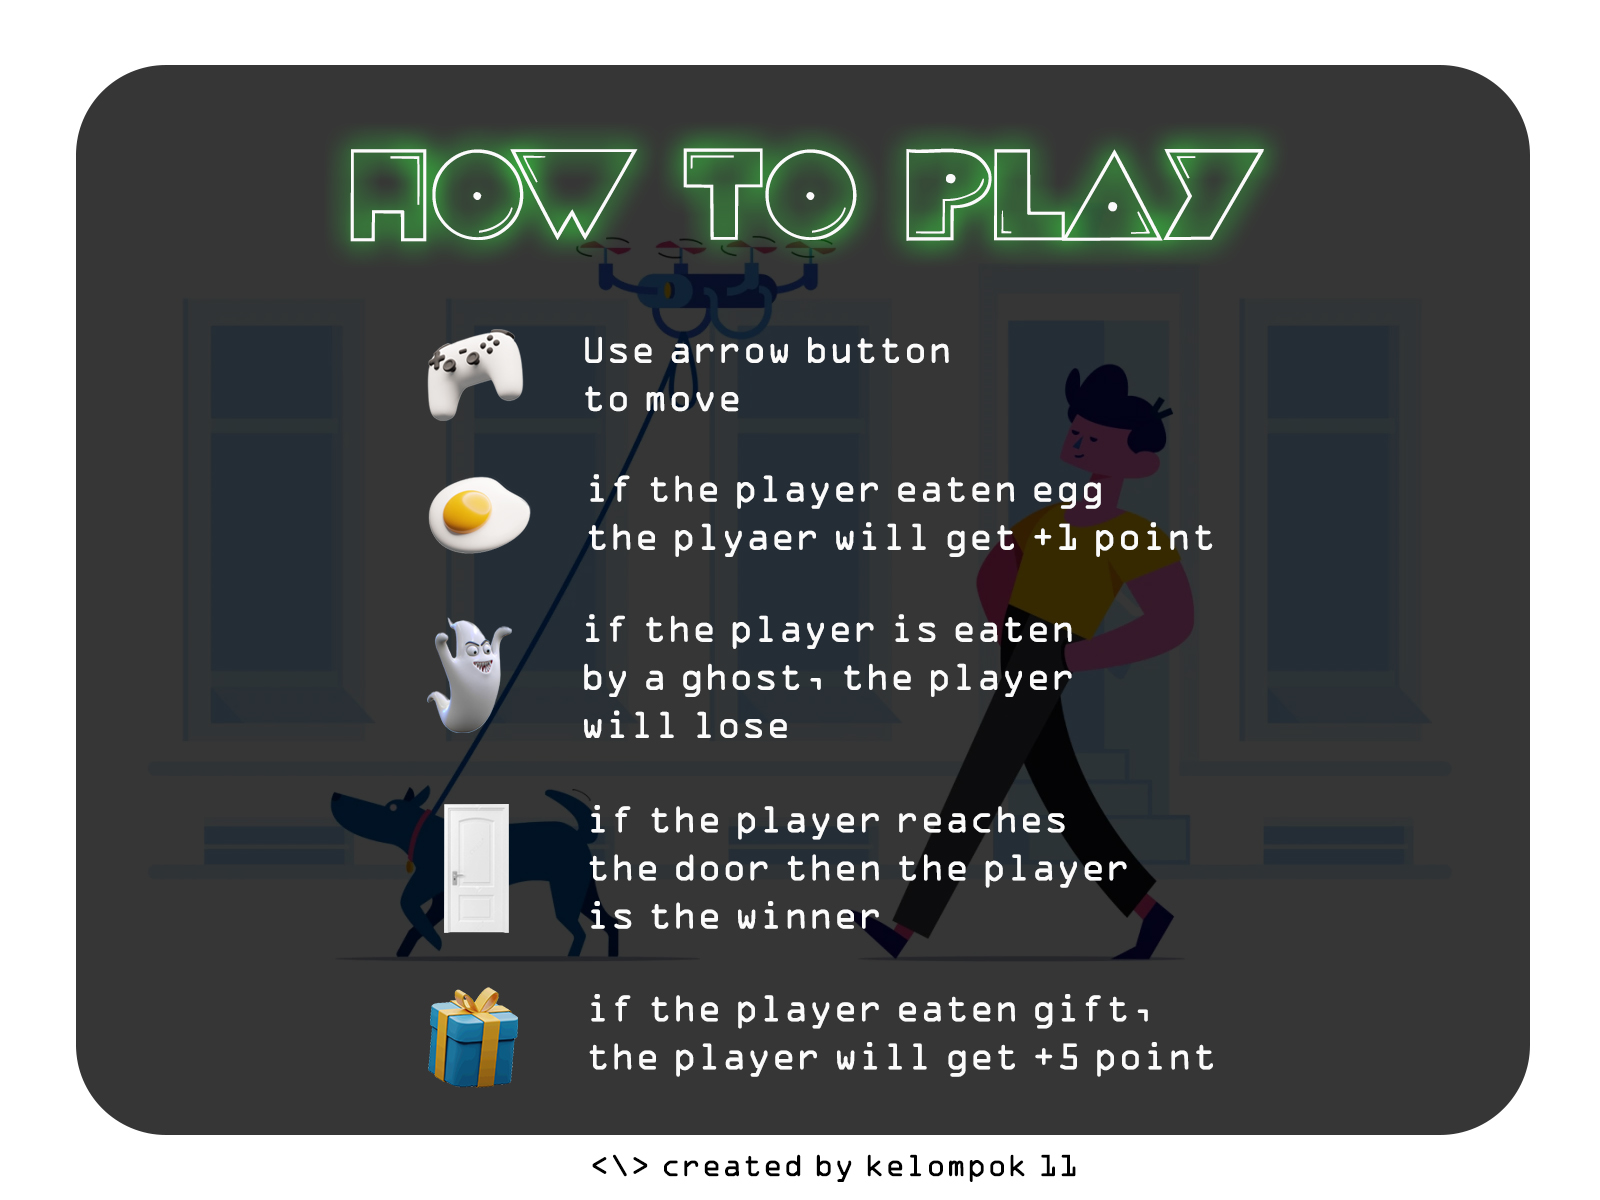 HOW TO PLAY
Use arrow button
to move
if the player eaten egg
the plyaer will get +1 point
if the player is eaten
by a ghost, the player
will lose
if the player reaches
the door then the player
is the winner
if the player eaten gift,
the player will get +5 point
<\> created by kelompok 11